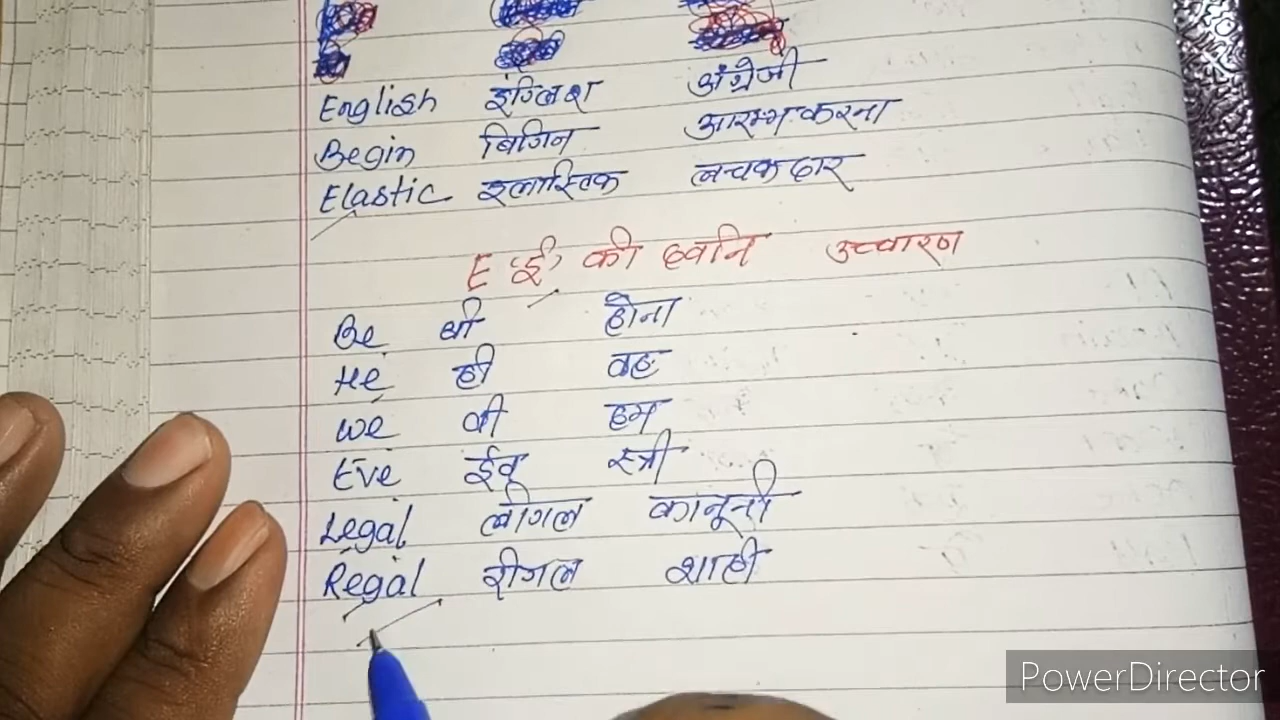 English इंग्लिश अंग्रेजी
Begin बिगिन आरम्भ करना
Elastic इलास्टिक लचकदार
E 'ई' की ध्वनि उच्चारण
Be बी होना
He ही वह
We वी हम
Eve ईव् स्त्री
Legal लीगल कानूनी
Regal रीगल शाही
PowerDirector